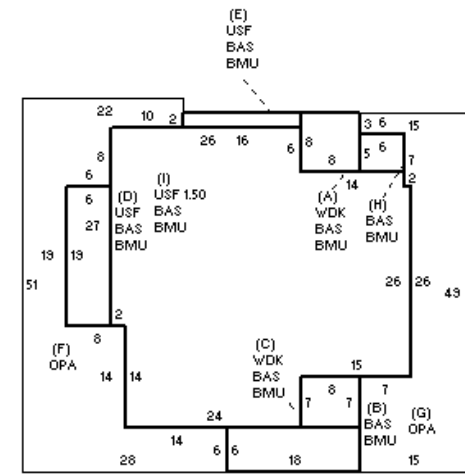 (E)
USF
BAS
BMU
22
10
2
26
16
6
8
3
6
15
8
8
5
6
7
6
14
2
6
(D)
USF
BAS
BMU
(I)
USF 1.50
BAS
BMU
(A)
WDK
BAS
BMU
(H)
BAS
BMU
27
19
19
51
26
26
49
2
(F)
OPA
8
(C)
WDK
BAS
BMU
15
14
14
8
7
7
7
(B)
BAS
BMU
(G)
OPA
24
14
6
6
28
18
15